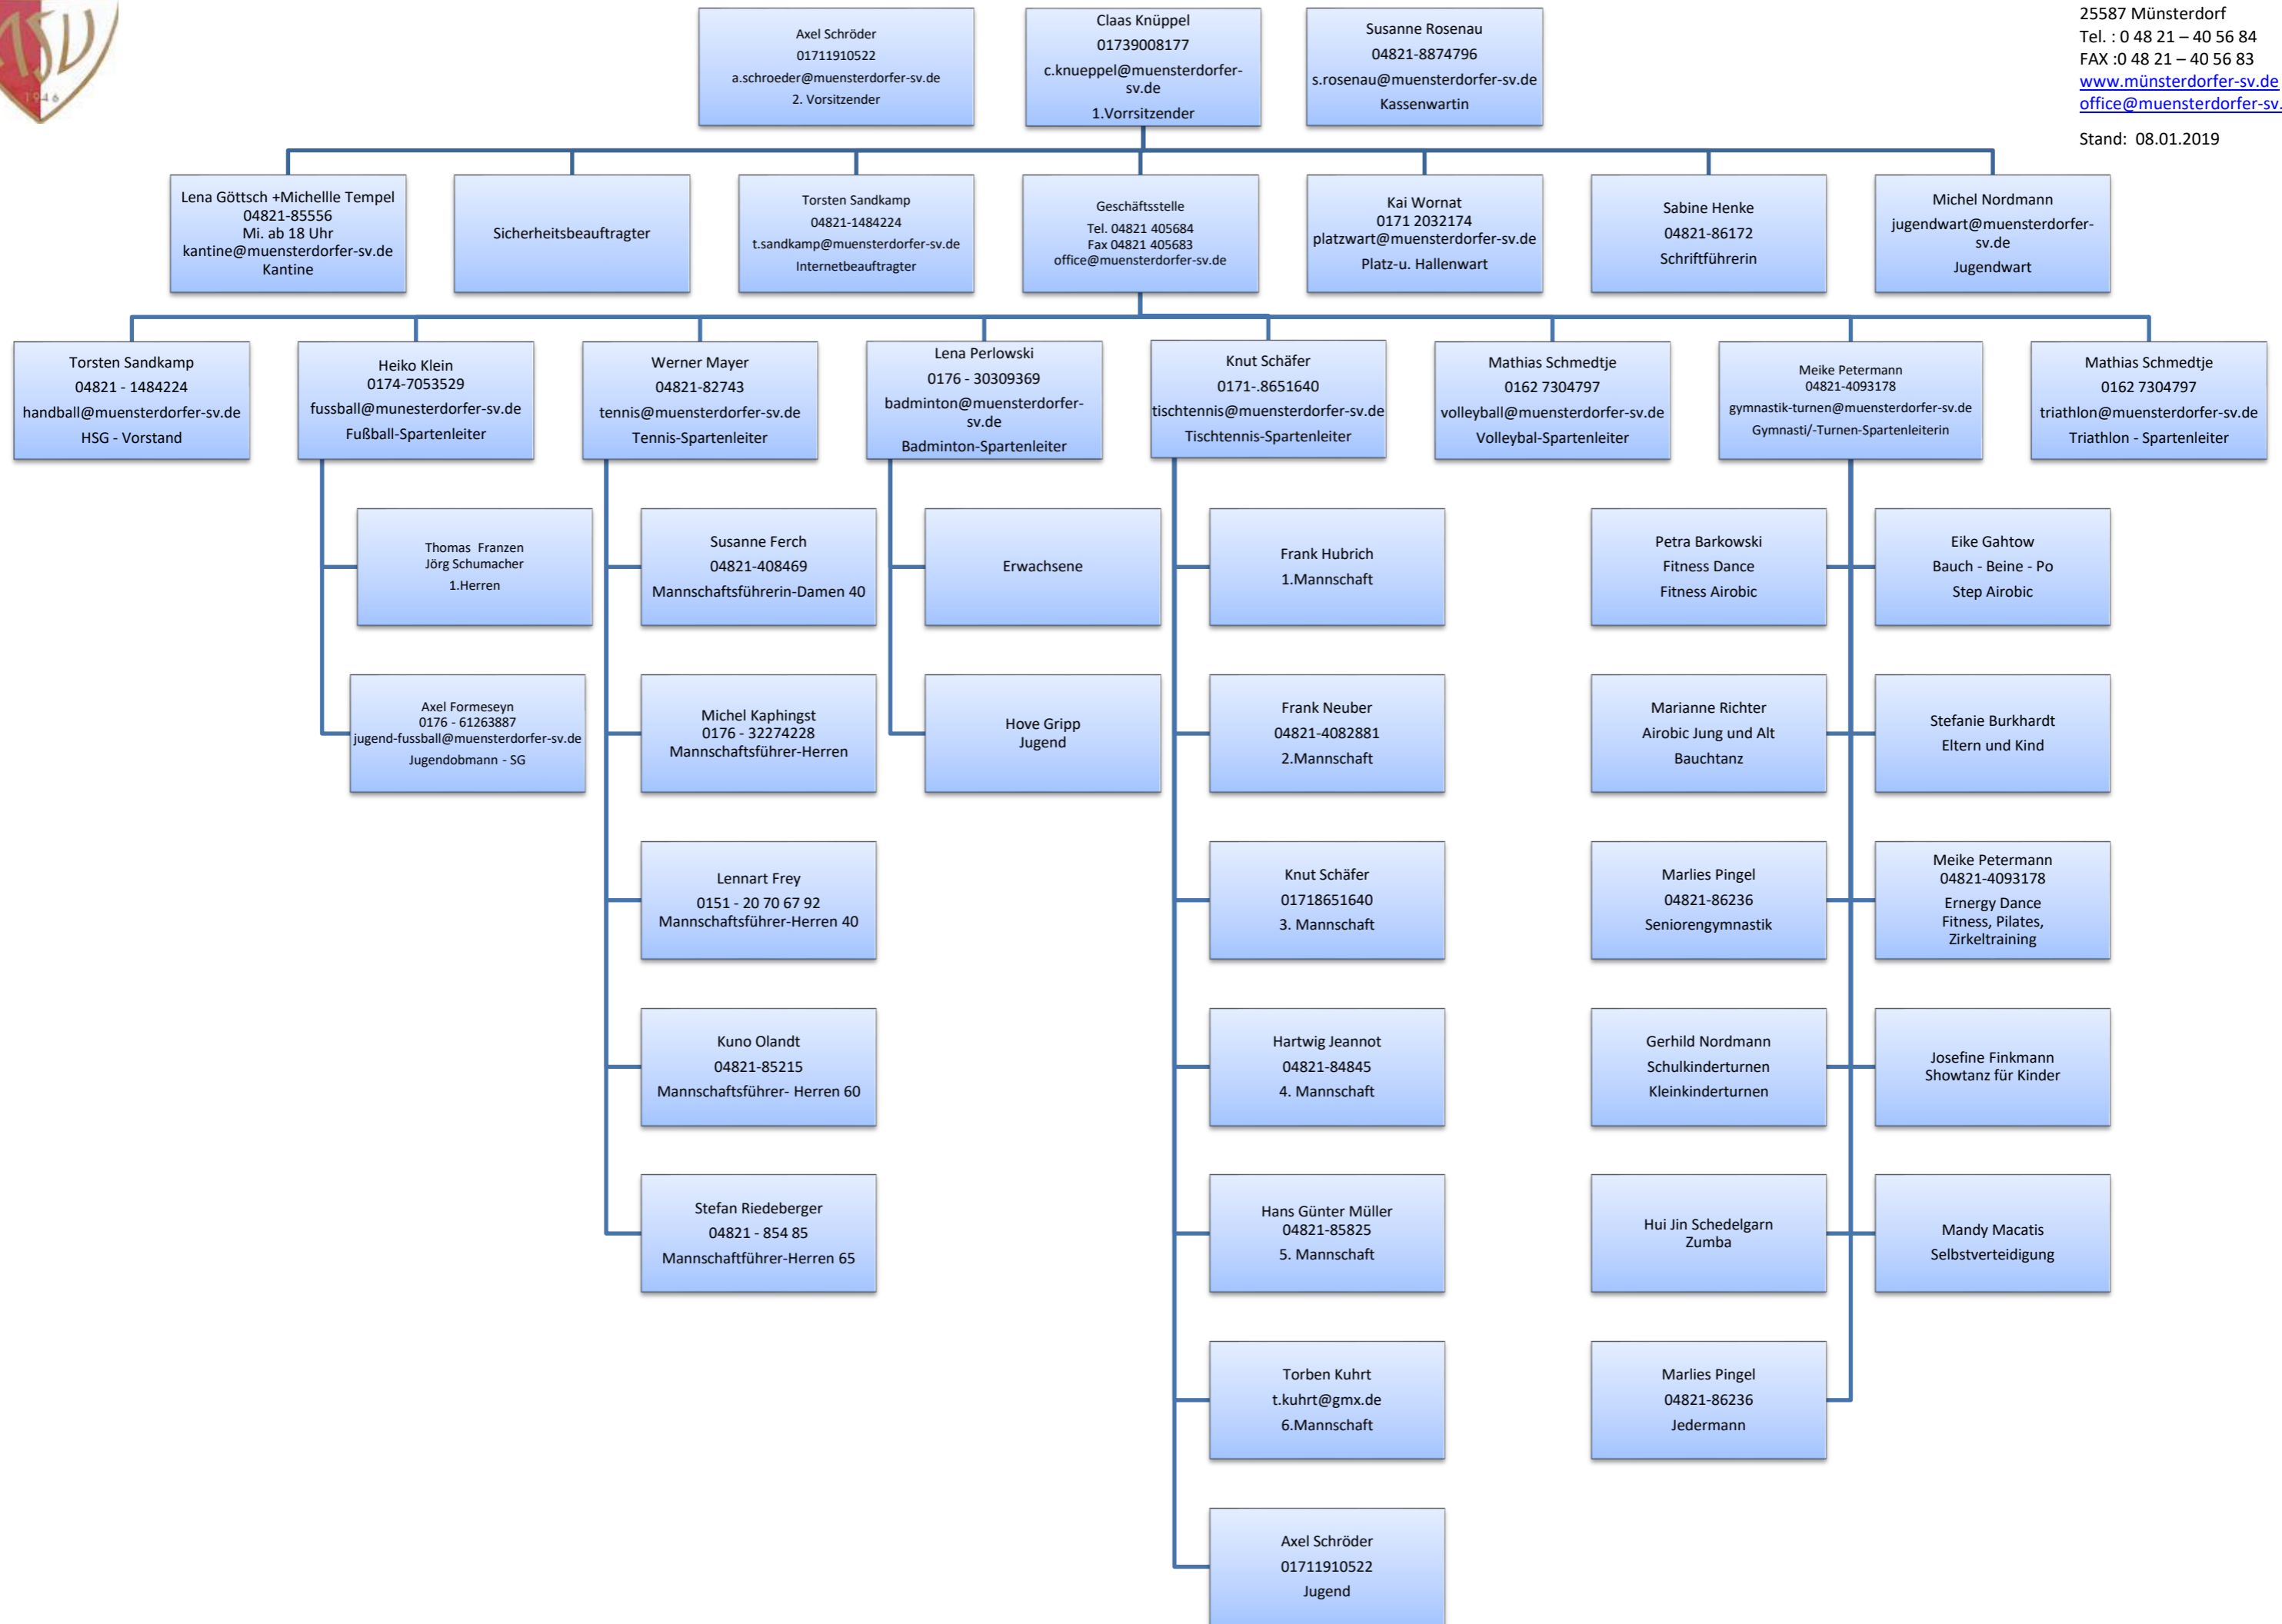 MSV
1946
Axel Schröder
01711910522
a.schroeder@muensterdorfer-sv.de
2. Vorsitzender
Claas Knüppel
01739008177
c.knueppel@muensterdorfer-
sv.de
1.Vorrsitzender
Susanne Rosenau
04821-8874796
s.rosenau@muensterdorfer-sv.de
Kassenwartin
25587 Münsterdorf
Tel. : 0 48 21 – 40 56 84
FAX :0 48 21 – 40 56 83
www.münsterdorfer-sv.de
office@muensterdorfer-sv.
Stand:  08.01.2019
Lena Göttsch +Michellle Tempel
04821-85556
Mi. ab 18 Uhr
kantine@muensterdorfer-sv.de
Kantine
Sicherheitsbeauftragter
Torsten Sandkamp
04821-1484224
t.sandkamp@muensterdorfer-sv.de
Internetbeauftragter
Geschäftsstelle
Tel. 04821 405684
Fax 04821 405683
office@muensterdorfer-sv.de
Kai Wornat
0171 2032174
platzwart@muensterdorfer-sv.de
Platz-u. Hallenwart
Sabine Henke
04821-86172
Schriftführerin
Michel Nordmann
jugendwart@muensterdorfer-
sv.de
Jugendwart
Torsten Sandkamp
04821 - 1484224
handball@muensterdorfer-sv.de
HSG - Vorstand
Heiko Klein
0174-7053529
fussball@munesterdorfer-sv.de
Fußball-Spartenleiter
Werner Mayer
04821-82743
tennis@muensterdorfer-sv.de
Tennis-Spartenleiter
Lena Perlowski
0176 - 30309369
badminton@muensterdorfer-
sv.de
Badminton-Spartenleiter
Knut Schäfer
0171-.8651640
tischtennis@muensterdorfer-sv.de
Tischtennis-Spartenleiter
Mathias Schmedtje
0162 7304797
volleyball@muensterdorfer-sv.de
Volleybal-Spartenleiter
Meike Petermann
04821-4093178
gymnastik-turnen@muensterdorfer-sv.de
Gymnasti/-Turnen-Spartenleiterin
Mathias Schmedtje
0162 7304797
triathlon@muensterdorfer-sv.de
Triathlon - Spartenleiter
Thomas  Franzen
Jörg Schumacher
1.Herren
Axel Formeseyn
0176 - 61263887
jugend-fussball@muensterdorfer-sv.de
Jugendobmann - SG
Susanne Ferch
04821-408469
Mannschaftsführerin-Damen 40
Michel Kaphingst
0176 - 32274228
Mannschaftsführer-Herren
Lennart Frey
0151 - 20 70 67 92
Mannschaftsführer-Herren 40
Kuno Olandt
04821-85215
Mannschaftsführer- Herren 60
Stefan Riedeberger
04821 - 854 85
Mannschaftführer-Herren 65
Erwachsene
Hove Gripp
Jugend
Frank Hubrich
1.Mannschaft
Frank Neuber
04821-4082881
2.Mannschaft
Knut Schäfer
01718651640
3. Mannschaft
Hartwig Jeannot
04821-84845
4. Mannschaft
Hans Günter Müller
04821-85825
5. Mannschaft
Torben Kuhrt
t.kuhrt@gmx.de
6.Mannschaft
Axel Schröder
01711910522
Jugend
Petra Barkowski
Fitness Dance
Fitness Airobic
Eike Gahtow
Bauch - Beine - Po
Step Airobic
Marianne Richter
Airobic Jung und Alt
Bauchtanz
Stefanie Burkhardt
Eltern und Kind
Marlies Pingel
04821-86236
Seniorengymnastik
Meike Petermann
04821-4093178
Ernergy Dance
Fitness, Pilates,
Zirkeltraining
Gerhild Nordmann
Schulkinderturnen
Kleinkinderturnen
Josefine Finkmann
Showtanz für Kinder
Hui Jin Schedelgarn
Zumba
Mandy Macatis
Selbstverteidigung
Marlies Pingel
04821-86236
Jedermann